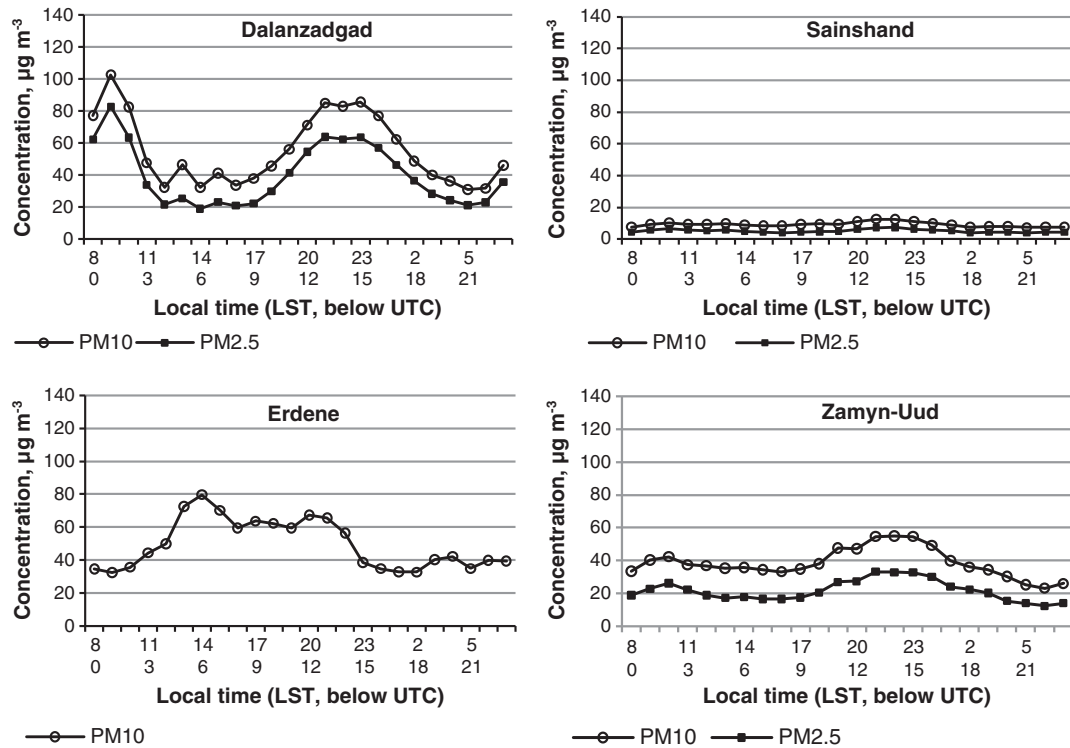 Dalanzadgad
Concentration, µg m-3
140
120
100
80
60
40
20
0
8 11 14 17 20 23 2 5
0 3 6 9 12 15 18 21
Local time (LST, below UTC)
PM10 PM2.5
Sainshand
Concentration, µg m-3
140
120
100
80
60
40
20
0
8 11 14 17 20 23 2 5
0 3 6 9 12 15 18 21
Local time (LST, below UTC)
PM10 PM2.5
Erdene
Concentration, µg m-3
140
120
100
80
60
40
20
0
8 11 14 17 20 23 2 5
0 3 6 9 12 15 18 21
Local time (LST, below UTC)
PM10
Zamyn-Uud
Concentration, µg m-3
140
120
100
80
60
40
20
0
8 11 14 17 20 23 2 5
0 3 6 9 12 15 18 21
Local time (LST, below UTC)
PM10 PM2.5